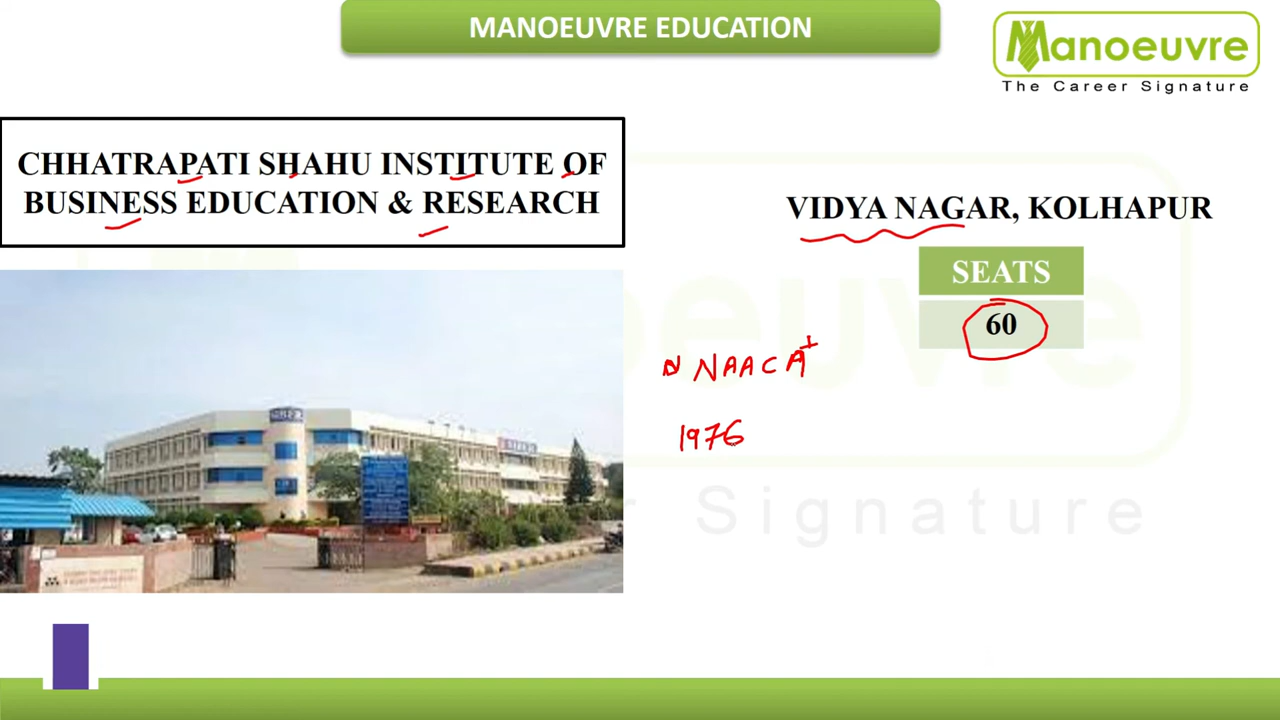 MANOEUVRE EDUCATION
Manoeuvre
The Career Signature
CHHATRAPATI SHAHU INSTITUTE OF
BUSINESS EDUCATION & RESEARCH
VIDYA NAGAR, KOLHAPUR
SEATS
60
NAAC A+
1976
Signature